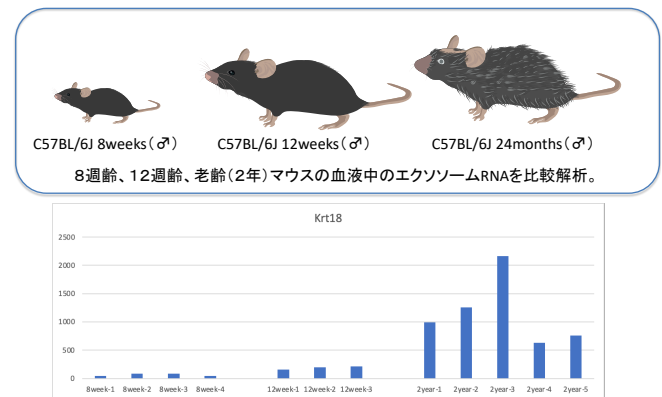 C57BL/6J 8weeks(♂) C57BL/6J 12weeks(♂) C57BL/6J 24months(♂)
8週齢、12週齢、老齢(2年)マウスの血液中のエクソソームRNAを比較解析。
Krt18
2500
2000
1500
1000
500
0
8week-1 8week-2 8week-3 8week-4 12week-1 12week-2 12week-3 2year-1 2year-2 2year-3 2year-4 2year-5